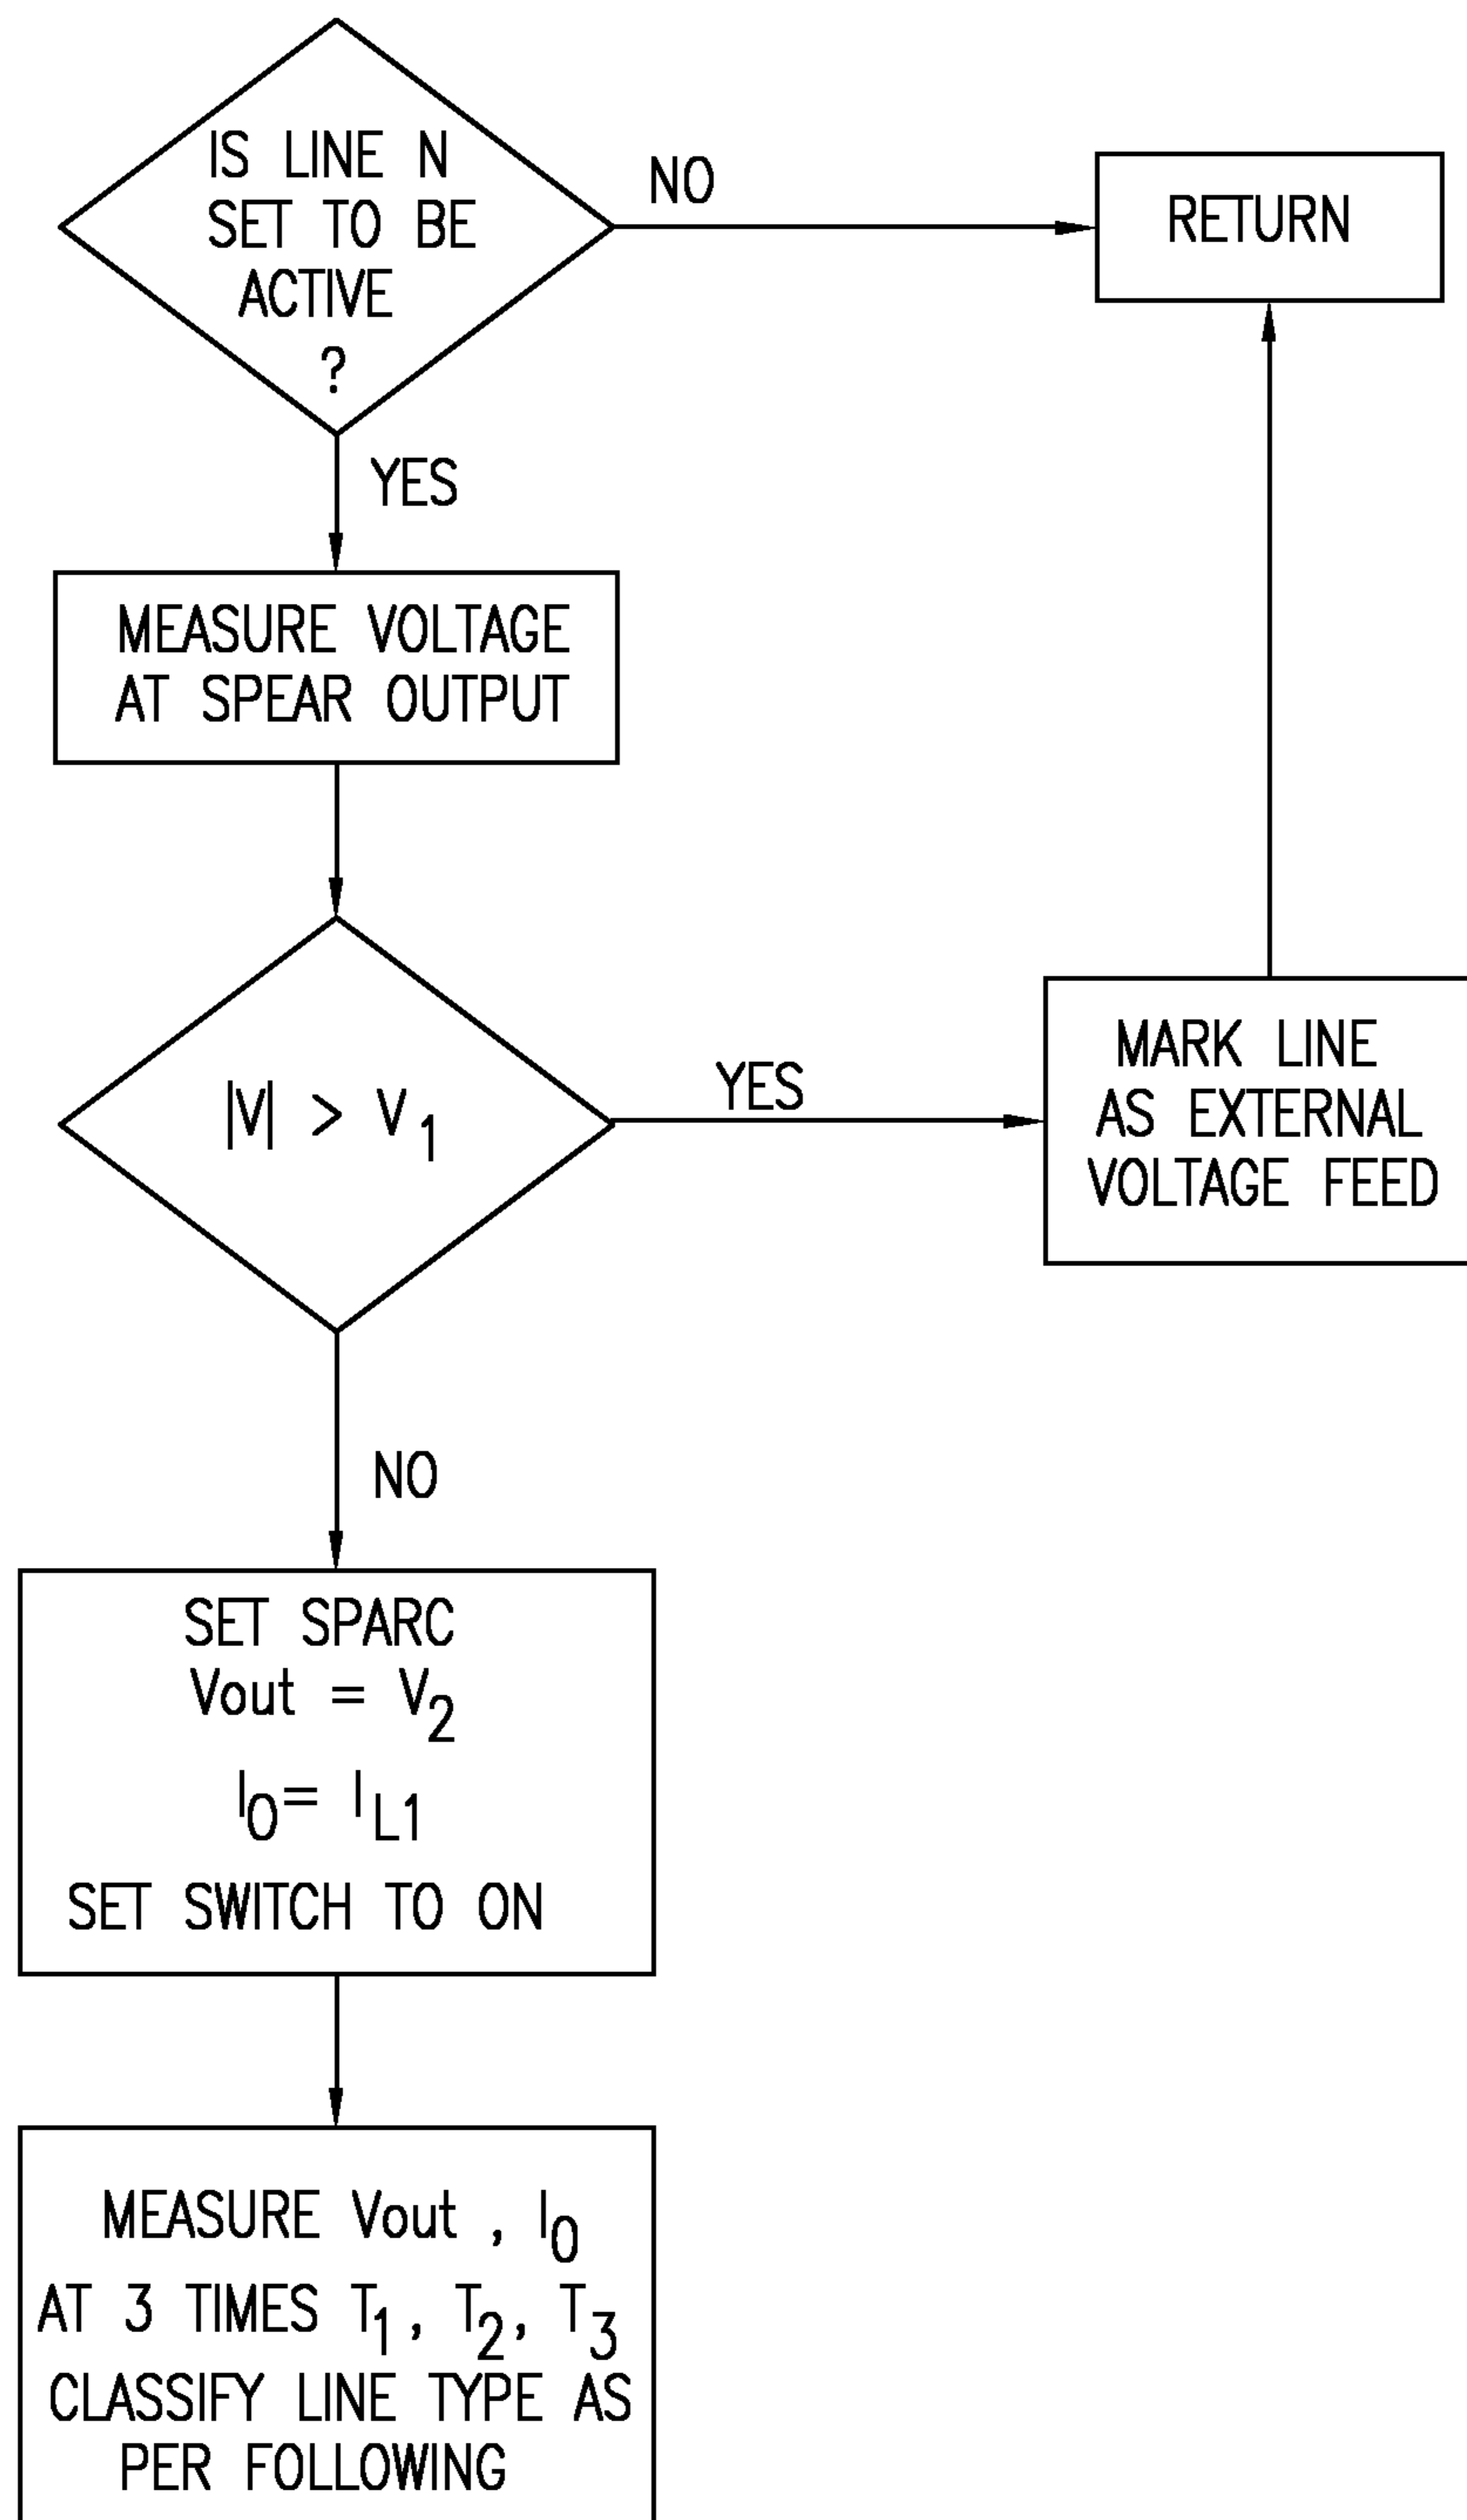 IS LINE N
SET TO BE
ACTIVE
?
NO
RETURN
YES
MEASURE VOLTAGE
AT SPEAR OUTPUT
|V| > V1
YES
MARK LINE
AS EXTERNAL
VOLTAGE FEED
NO
SET SPARC
Vout = V2
IO= IL1
SET SWITCH TO ON
MEASURE Vout , IO
AT 3 TIMES T1, T2, T3
CLASSIFY LINE TYPE AS
PER FOLLOWING